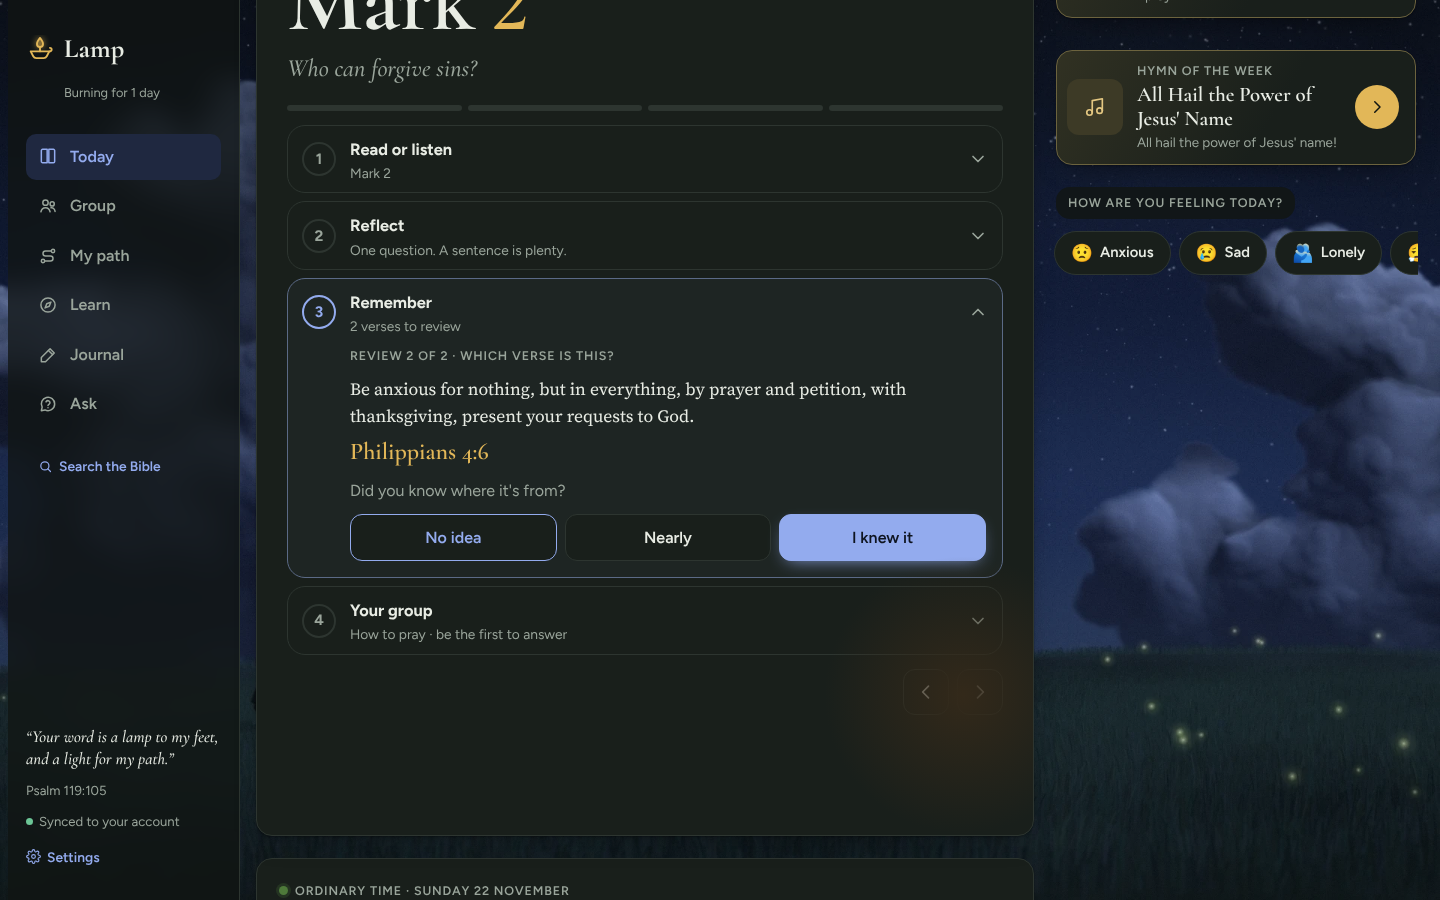 Lamp
Burning for 1 day
Today
Group
My path
Learn
Journal
Ask
Search the Bible
“Your word is a lamp to my feet,
and a light for my path.”
Psalm 119:105
Synced to your account
Settings
Mark 2
Who can forgive sins?
1
Read or listen
Mark 2
2
Reflect
One question. A sentence is plenty.
3
Remember
2 verses to review
REVIEW 2 OF 2 · WHICH VERSE IS THIS?
Be anxious for nothing, but in everything, by prayer and petition, with
thanksgiving, present your requests to God.
Philippians 4:6
Did you know where it's from?
No idea
Nearly
I knew it
4
Your group
How to pray · be the first to answer
ORDINARY TIME · SUNDAY 22 NOVEMBER
HYMN OF THE WEEK
All Hail the Power of
Jesus' Name
All hail the power of Jesus' name!
HOW ARE YOU FEELING TODAY?
Anxious
Sad
Lonely